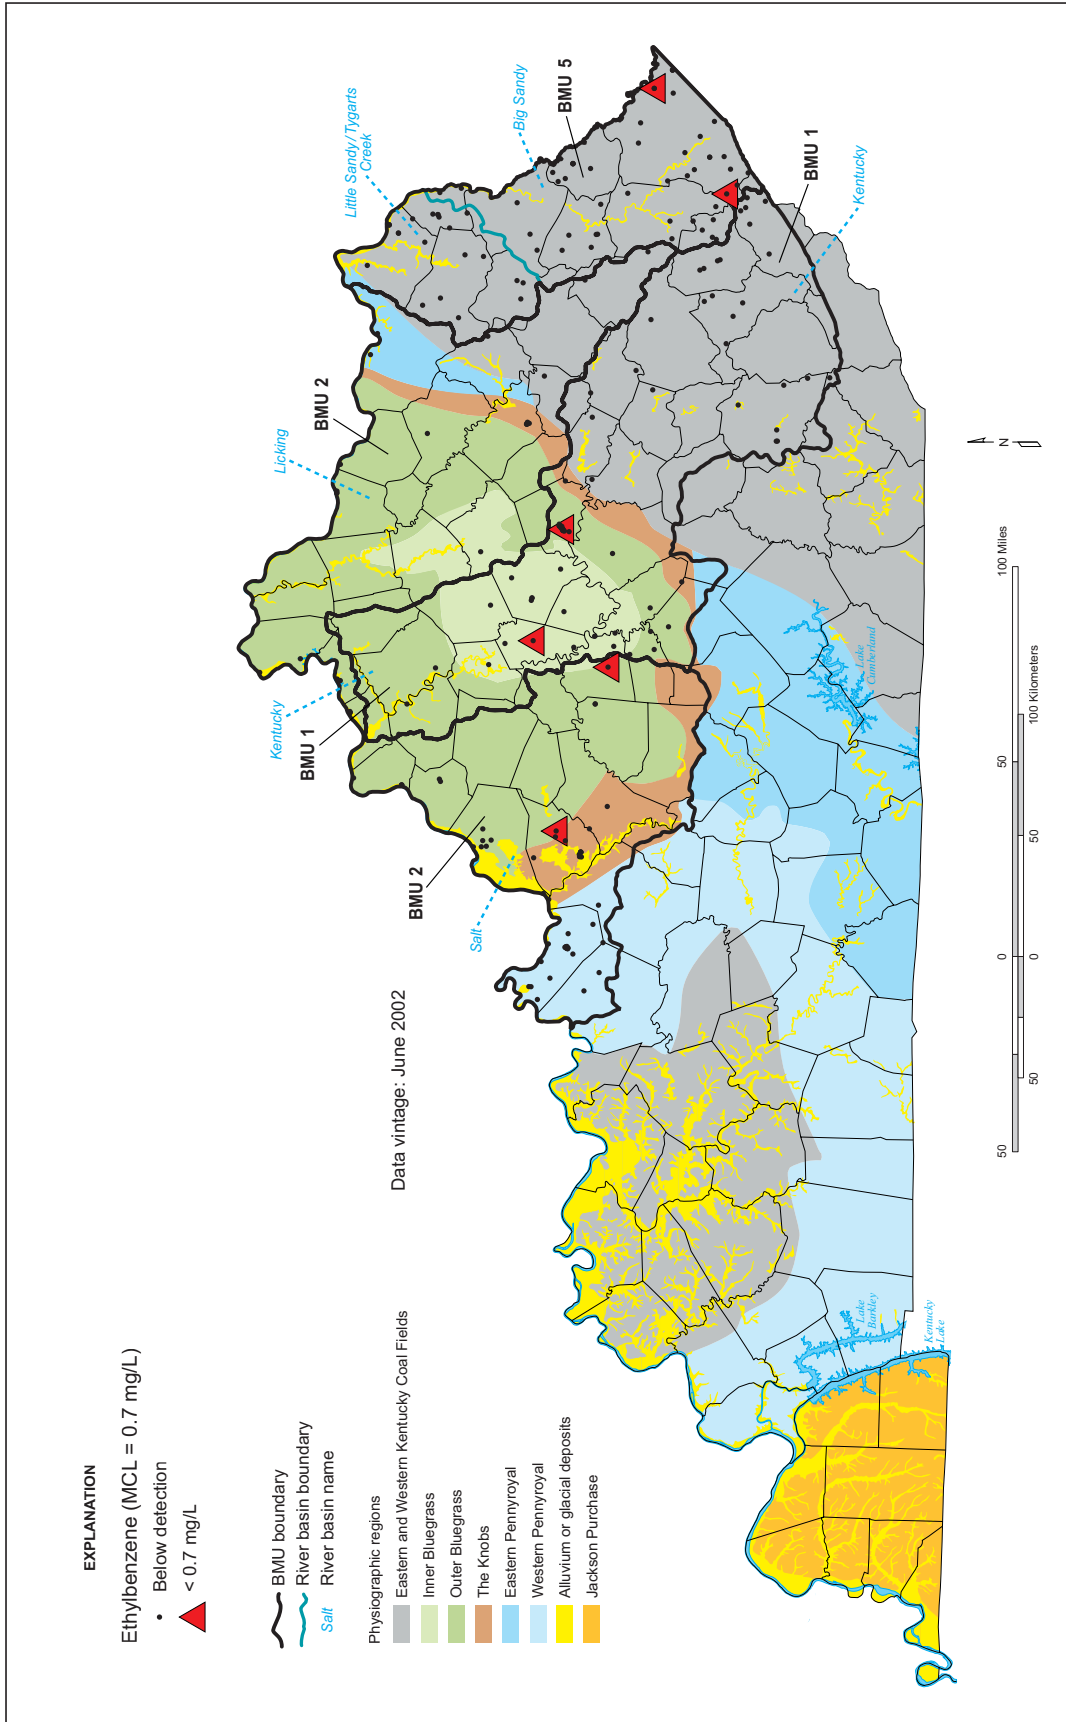 EXPLANATION
Ethylbenzene (MCL = 0.7 mg/L)
Below detection
< 0.7 mg/L
BMU boundary
River basin boundary
Salt River basin name
Physiographic regions
Eastern and Western Kentucky Coal Fields
Inner Bluegrass
Outer Bluegrass
The Knobs
Eastern Pennyroyal
Western Pennyroyal
Alluvium or glacial deposits
Jackson Purchase
Data vintage: June 2002
Little Sandy/Tygarts
Creek
Big Sandy
BMU 5
BMU 2
Licking
Kentucky
BMU 1
BMU 2
Salt
BMU 1
Kentucky
Lake
Cumberland
Lake
Barkley
Kentucky
Lake
N
50 0 50 100 Miles
50 0 50 100 Kilometers